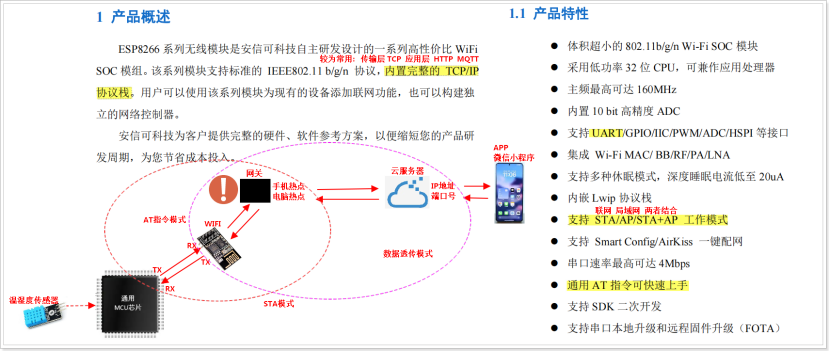 1 产品概述
ESP8266 系列无线模块是安信可科技自主研发设计的一系列高性价比 WiFi
较为常用：传输层 TCP 应用层 HTTP MQTT
SOC 模组。该系列模块支持标准的 IEEE802.11 b/g/n 协议，内置完整的 TCP/IP
协议栈。用户可以使用该系列模块为现有的设备添加联网功能，也可以构建独
立的网络控制器。
安信可科技为客户提供完整的硬件、软件参考方案，以便缩短您的产品研
发周期，为您节省成本投入。
网关
手机热点
电脑热点
云服务器
IP地址
端口号
APP
微信小程序
AT指令模式
WIFI
RX
TX
TX
RX
数据透传模式
STA模式
温湿度传感器
通用
MCU芯片
1.1 产品特性
● 体积超小的 802.11b/g/n Wi-Fi SOC 模块
● 采用低功率 32 位 CPU，可兼作应用处理器
● 主频最高可达 160MHz
● 内置 10 bit 高精度 ADC
● 支持 UART/GPIO/IIC/PWM/ADC/HSPI 等接口
● 集成 Wi-Fi MAC/ BB/RF/PA/LNA
● 支持多种休眠模式，深度睡眠电流低至 20uA
● 内嵌 Lwip 协议栈
联网 局域网 两者结合
● 支持 STA/AP/STA+AP 工作模式
● 支持 Smart Config/AirKiss 一键配网
● 串口速率最高可达 4Mbps
● 通用 AT 指令可快速上手
● 支持 SDK 二次开发
● 支持串口本地升级和远程固件升级（FOTA）